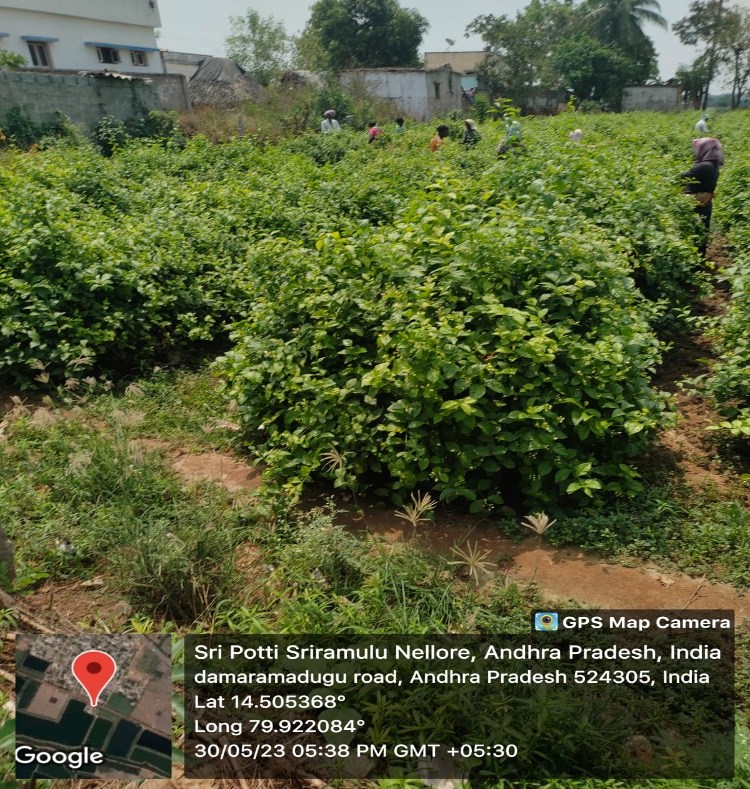 GPS Map Camera
Sri Potti Sriramulu Nellore, Andhra Pradesh, India
damaramadugu road, Andhra Pradesh 524305, India
Lat 14.505368°
Long 79.922084°
30/05/23 05:38 PM GMT +05:30
Google